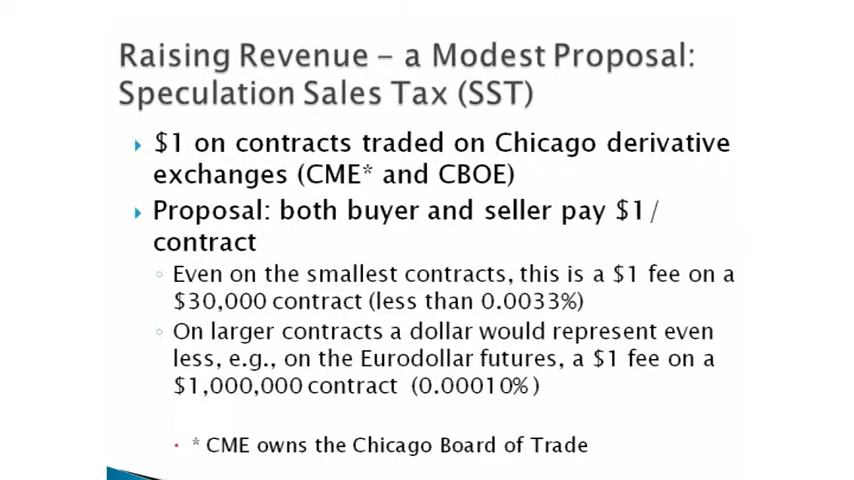 Raising Revenue – a Modest Proposal:
Speculation Sales Tax (SST)
$1 on contracts traded on Chicago derivative
exchanges (CME* and CBOE)
Proposal: both buyer and seller pay $1/
contract
Even on the smallest contracts, this is a $1 fee on a
$30,000 contract (less than 0.0033%)
On larger contracts a dollar would represent even
less, e.g., on the Eurodollar futures, a $1 fee on a
$1,000,000 contract (0.00010%)
* CME owns the Chicago Board of Trade